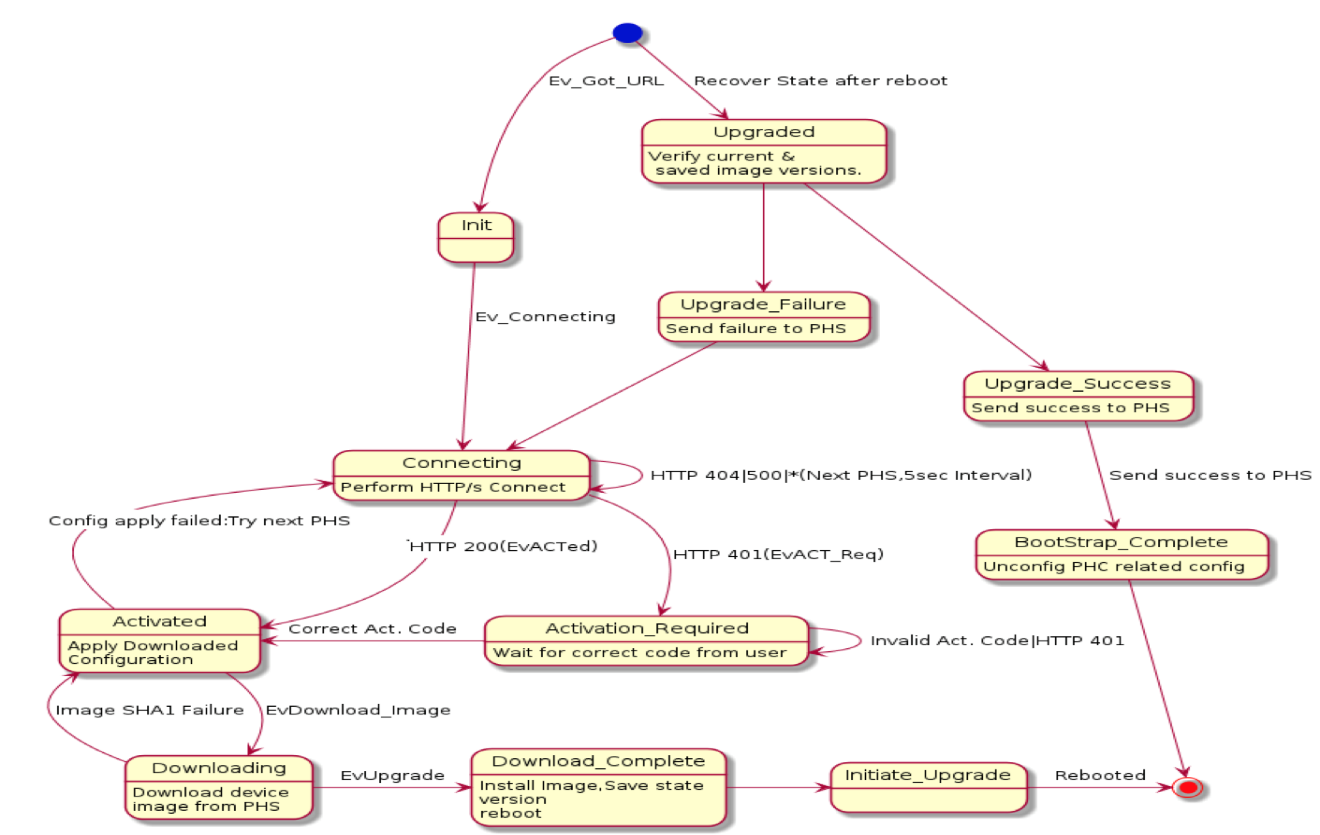 Ev_Got_URL
Recover State after reboot
Upgraded
Verify current &
saved image versions.
Init
Ev_Connecting
Upgrade_Failure
Send failure to PHS
Upgrade_Success
Send success to PHS
Connecting
Perform HTTP/s Connect
HTTP 404|500|*(Next PHS,5sec Interval)
Send success to PHS
Config apply failed:Try next PHS
HTTP 200(EvACTed)
HTTP 401(EvACT_Req)
BootStrap_Complete
Unconfig PHC related config
Activated
Apply Downloaded
Configuration
Correct Act. Code
Activation_Required
Wait for correct code from user
Invalid Act. Code|HTTP 401
Image SHA1 Failure
EvDownload_Image
Downloading
Download device
image from PHS
EvUpgrade
Download_Complete
Install Image,Save state
version
reboot
Initiate_Upgrade
Rebooted